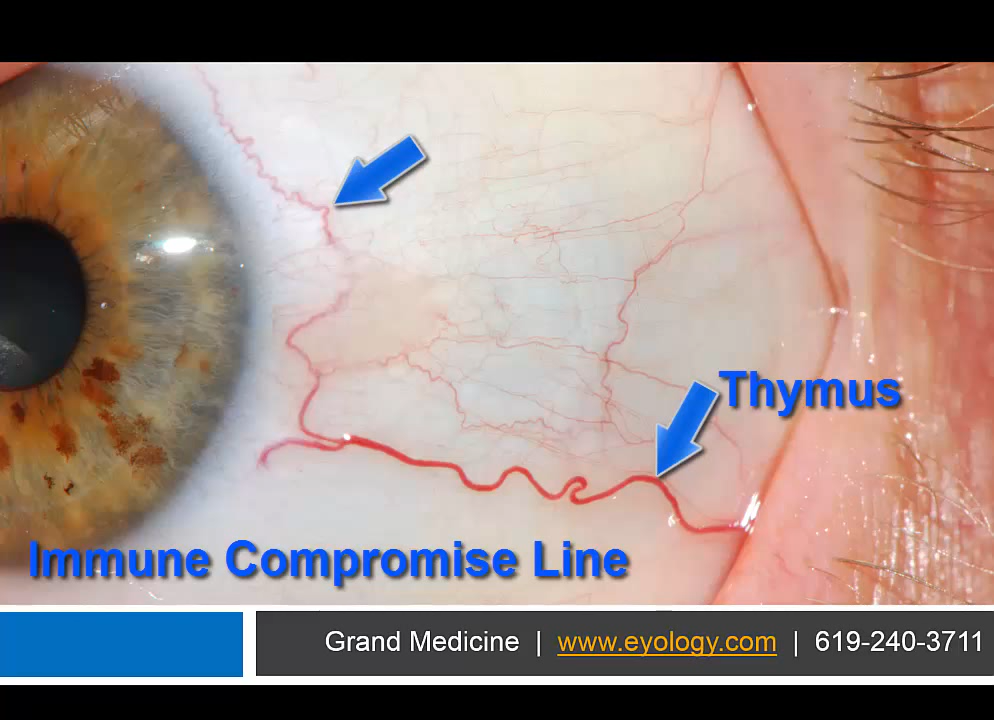 Thymus
Immune Compromise Line
Grand Medicine | www.eyology.com | 619-240-3711